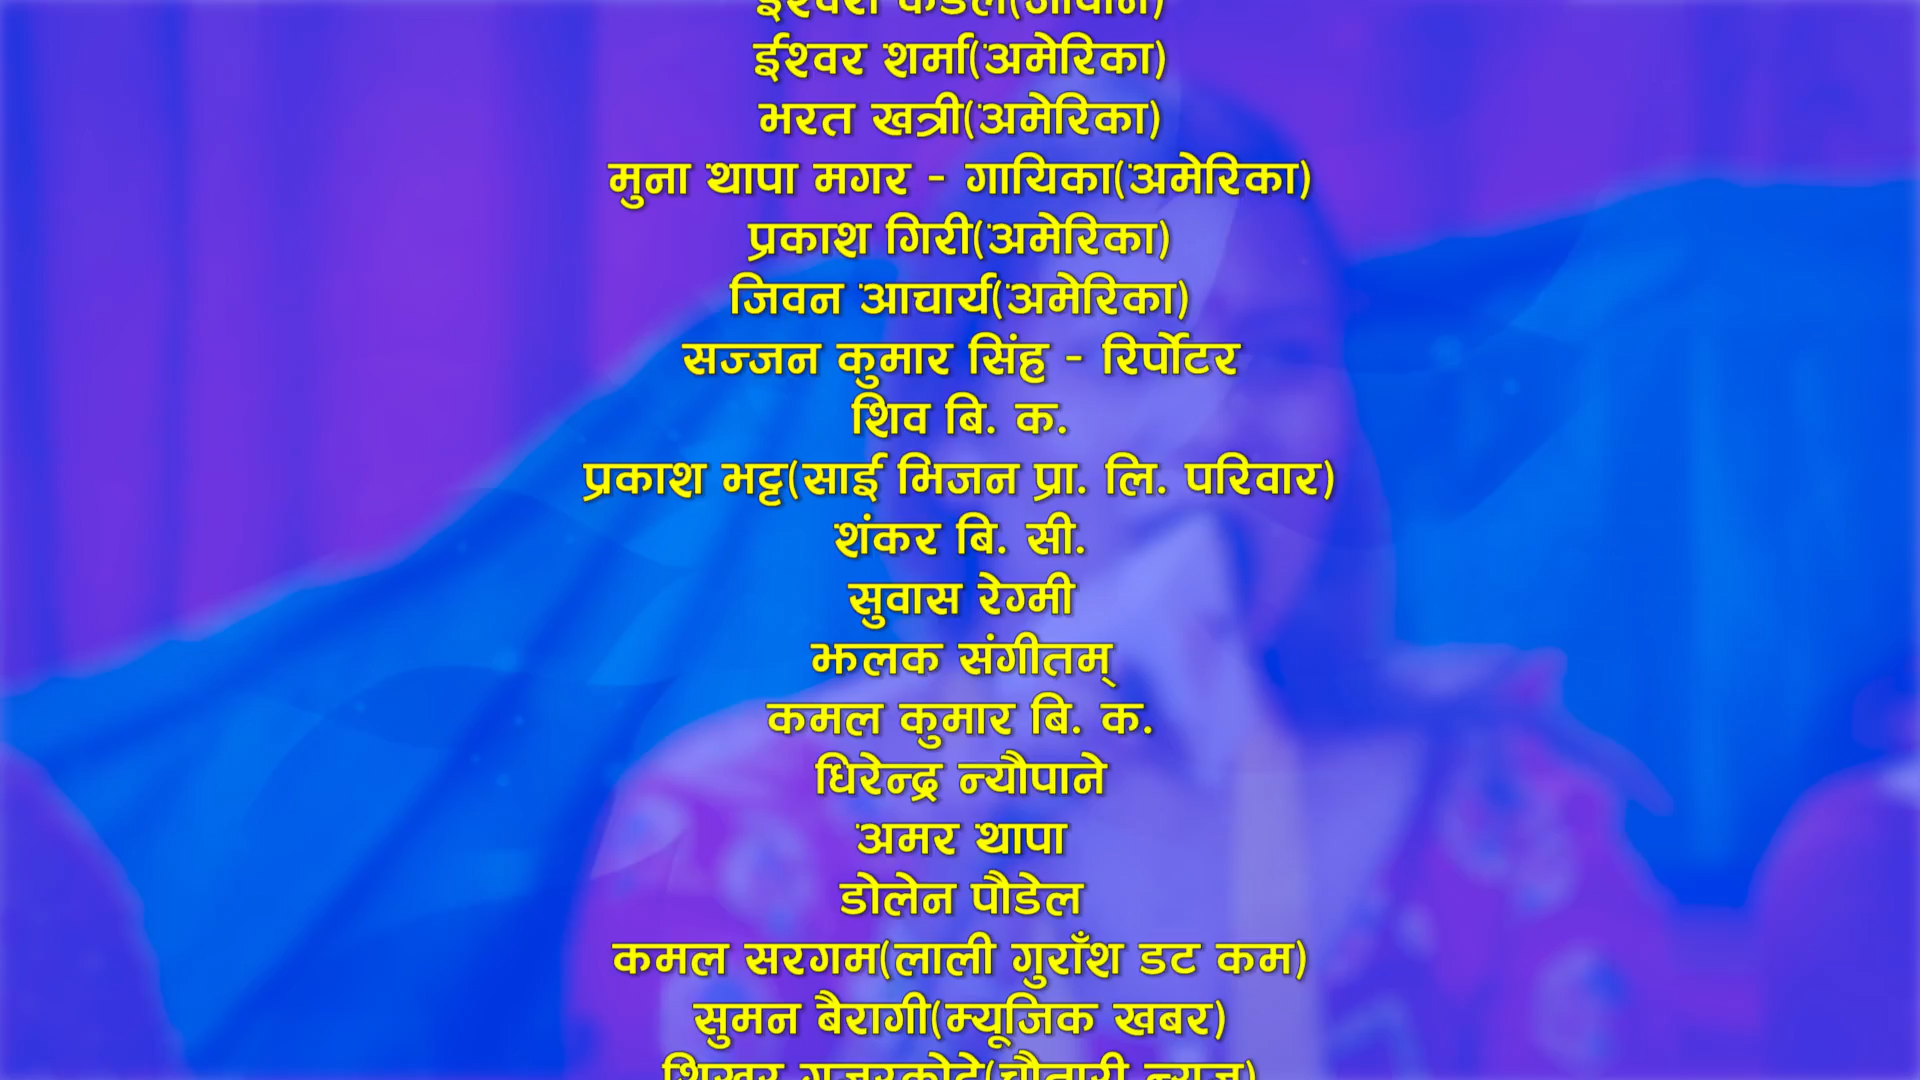 ईश्वर शर्मा(अमेरिका)
भरत खत्री(अमेरिका)
मुना थापा मगर - गायिका(अमेरिका)
प्रकाश गिरी(अमेरिका)
जिवन आचार्य(अमेरिका)
सज्जन कुमार सिंह - रिर्पोटर
शिव बि. क.
प्रकाश भट्ट(साई भिजन प्रा. लि. परिवार)
शंकर बि. सी.
सुवास रेग्मी
झलक संगीतम्
कमल कुमार बि. क.
धिरेन्द्र न्यौपाने
अमर थापा
डोलेन पौडेल
कमल सरगम(लाली गुराँश डट कम)
सुमन बैरागी(म्यूजिक खबर)